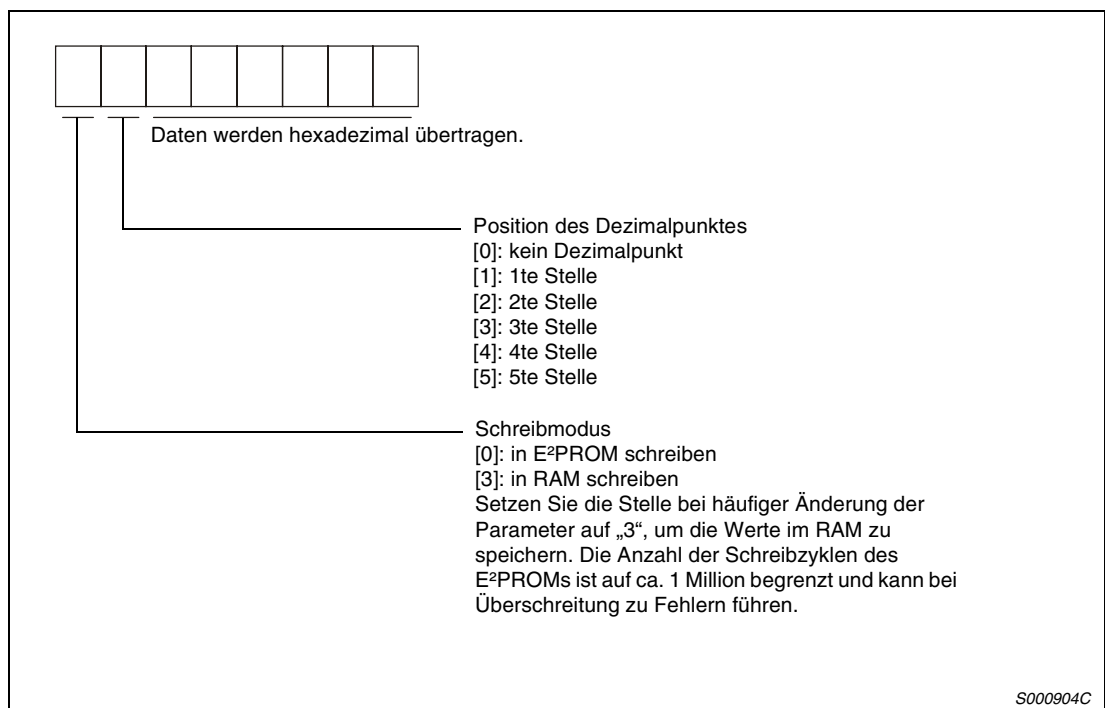 Daten werden hexadezimal übertragen.
Position des Dezimalpunktes
[0]: kein Dezimalpunkt
[1]: 1te Stelle
[2]: 2te Stelle
[3]: 3te Stelle
[4]: 4te Stelle
[5]: 5te Stelle
Schreibmodus
[0]: in E²PROM schreiben
[3]: in RAM schreiben
Setzen Sie die Stelle bei häufiger Änderung der
Parameter auf „3“, um die Werte im RAM zu
speichern. Die Anzahl der Schreibzyklen des
E²PROMs ist auf ca. 1 Million begrenzt und kann bei
Überschreitung zu Fehlern führen.
S000904C